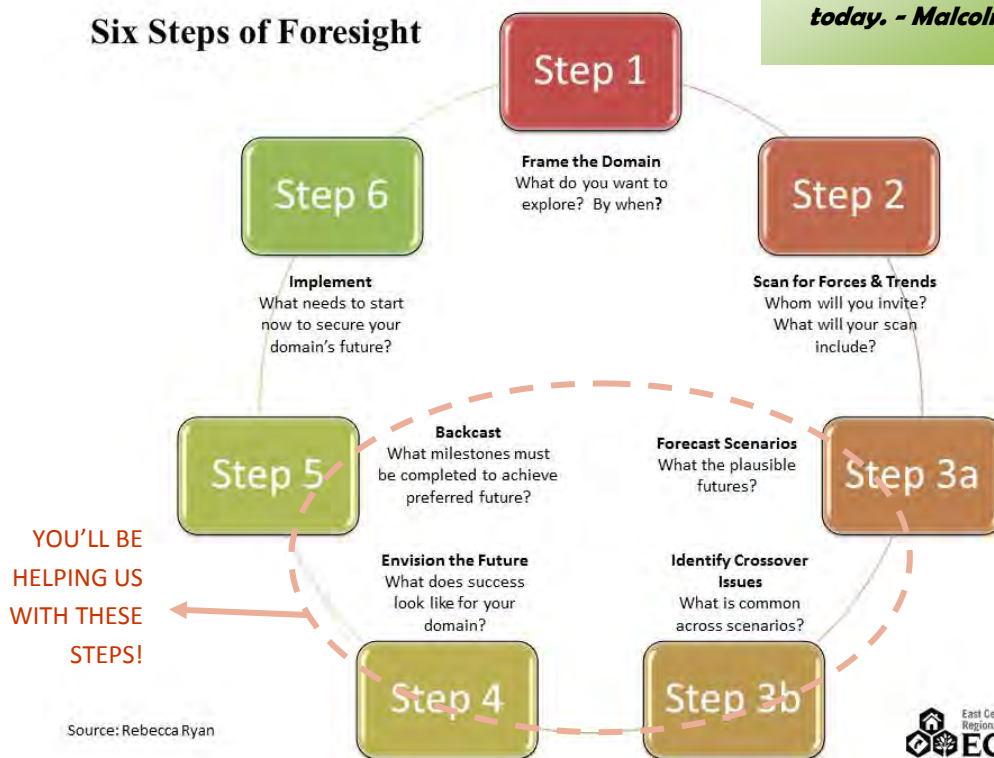 Six Steps of Foresight
today. - Malcol
Step 1
Frame the Domain
What do you want to
explore? By when?
Step 2
Scan for Forces & Trends
Whom will you invite?
What will your scan
include?
Step 3a
Forecast Scenarios
What the plausible
futures?
Step 3b
Identify Crossover
Issues
What is common
across scenarios?
Step 4
Envision the Future
What does success
look like for your
domain?
Step 5
Backcast
What milestones must
be completed to achieve
preferred future?
Step 6
Implement
What needs to start
now to secure your
domain's future?
YOU'LL BE
HELPING US
WITH THESE
STEPS!
Source: Rebecca Ryan
East Ce
Region
EC